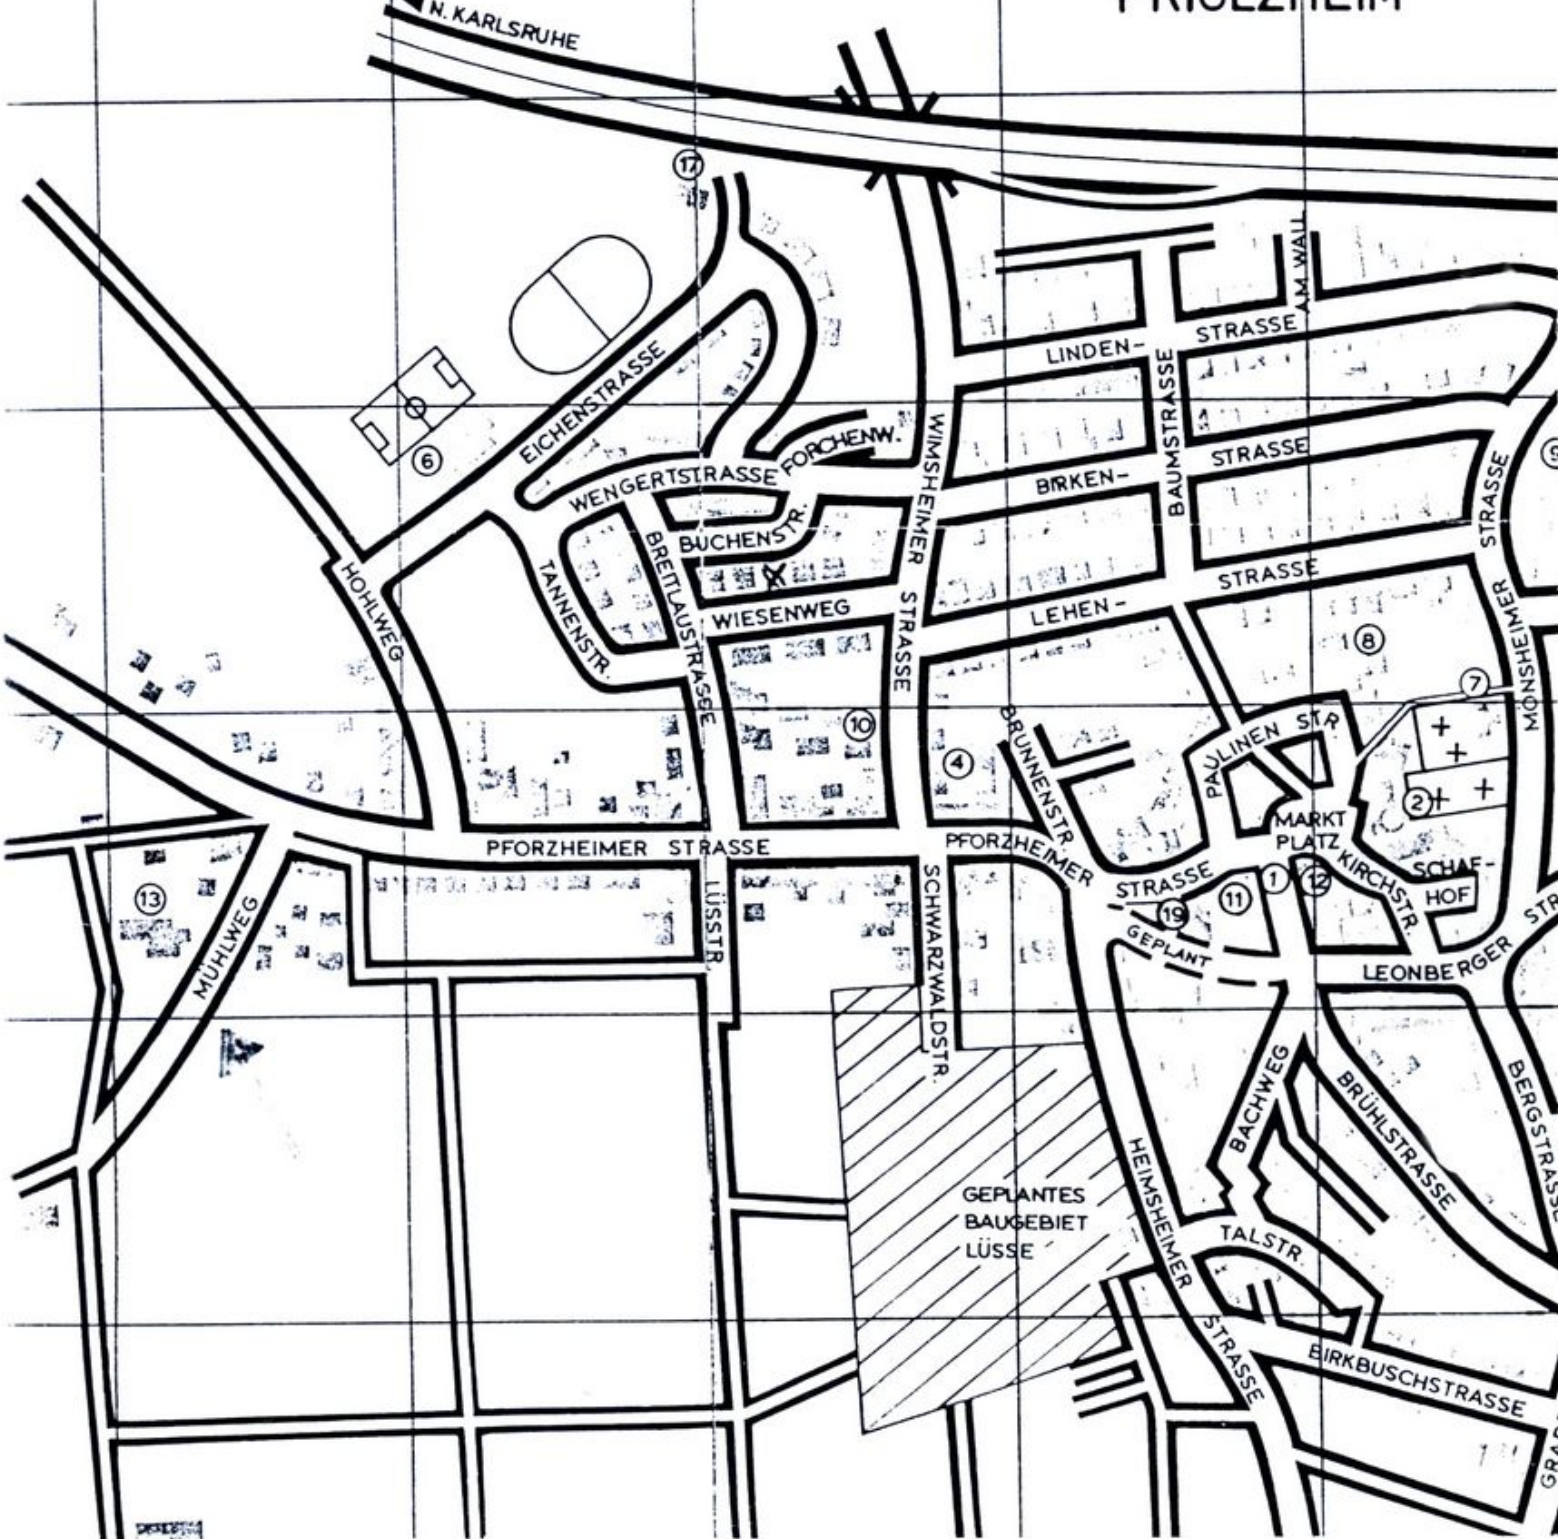 N. KARLSRUHE
17
AM WALL
LINDEN-
STRASSE
EICHENSTRASSE
BAUMSTRASSE
6
FORCHENW.
WENGERTSTRASSE
WIMSHEIMER
STRASSE
BIRKEN-
STRASSE
STRASSE
9
BUCHENSTR.
BREITLAUSTRASSE
TANNENSTR.
HOHLWEG
WIESENWEG
LEHEN-
STRASSE
MÖNSHEIMER
8
7
10
4
BRUNNENSTR
PAULINEN STR
2
MARKT
PLATZ
PFORZHEIMER STRASSE
PFORZHEIMER
STRASSE
KIRCHSTR.
SCHAF-
HOF
13
MÜHLWEG
LÜSSTR.
SCHWARZWALDSTR.
19
11
1
12
GEPLANT
LEONBERGER
STR
BACHWEG
BRÜHLSTRASSE
BERGSTRASSE
GEPLANTES
BAUGEBIET
LÜSSE
HEIMSHEIMER
STRASSE
TALSTR.
BIRKBUSCHSTRASSE